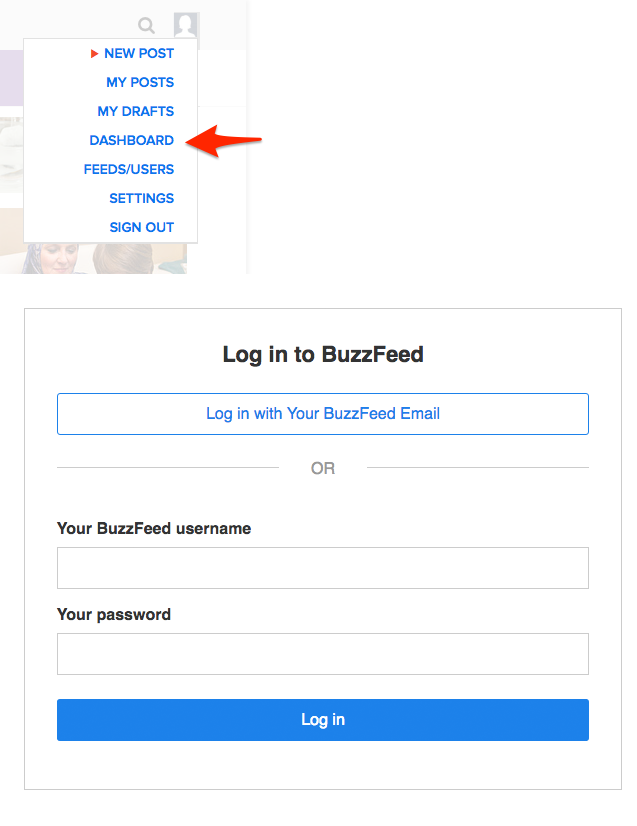 NEW POST
MY POSTS
MY DRAFTS
DASHBOARD
FEEDS/USERS
SETTINGS
SIGN OUT
Log in to BuzzFeed
Log in with Your BuzzFeed Email
OR
Your BuzzFeed username
Your password
Log in